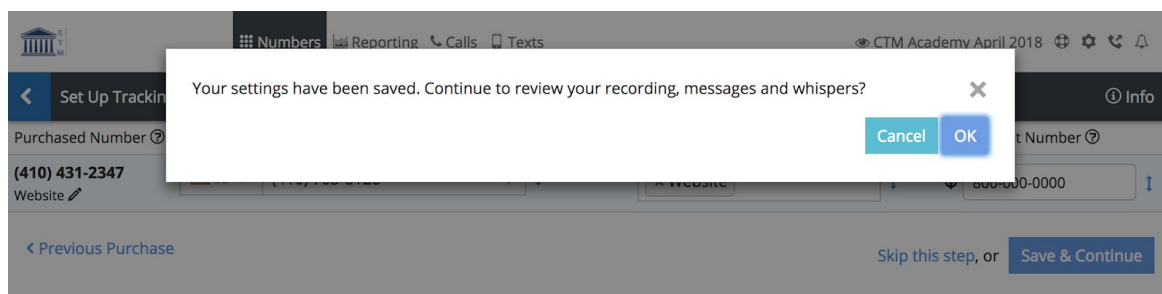 C
T
M
Numbers Reporting Calls Texts CTM Academy April 2018
Your settings have been saved. Continue to review your recording, messages and whispers? ×
Set Up Trackin Info
Cancel OK
Purchased Number t Number
(410) 431-2347
Website Website 800-000-0000
Previous Purchase
Skip this step, or Save & Continue